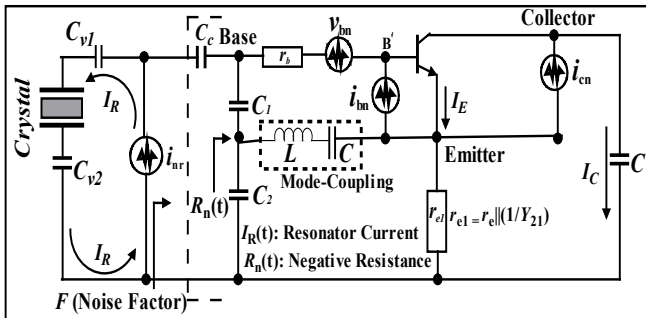 C_v1
C_c Base
r_b
v_bn
B'
Collector
Crystal
I_R
i_nr
C_1
i_bn
I_E
i_cn
C_v2
R_n(t)
L
C
Emitter
Mode-Coupling
I_C
C
C_2
I_R
r_e1
r_e1 = r_e||(1/Y_21)
I_R(t): Resonator Current
R_n(t): Negative Resistance
F (Noise Factor)